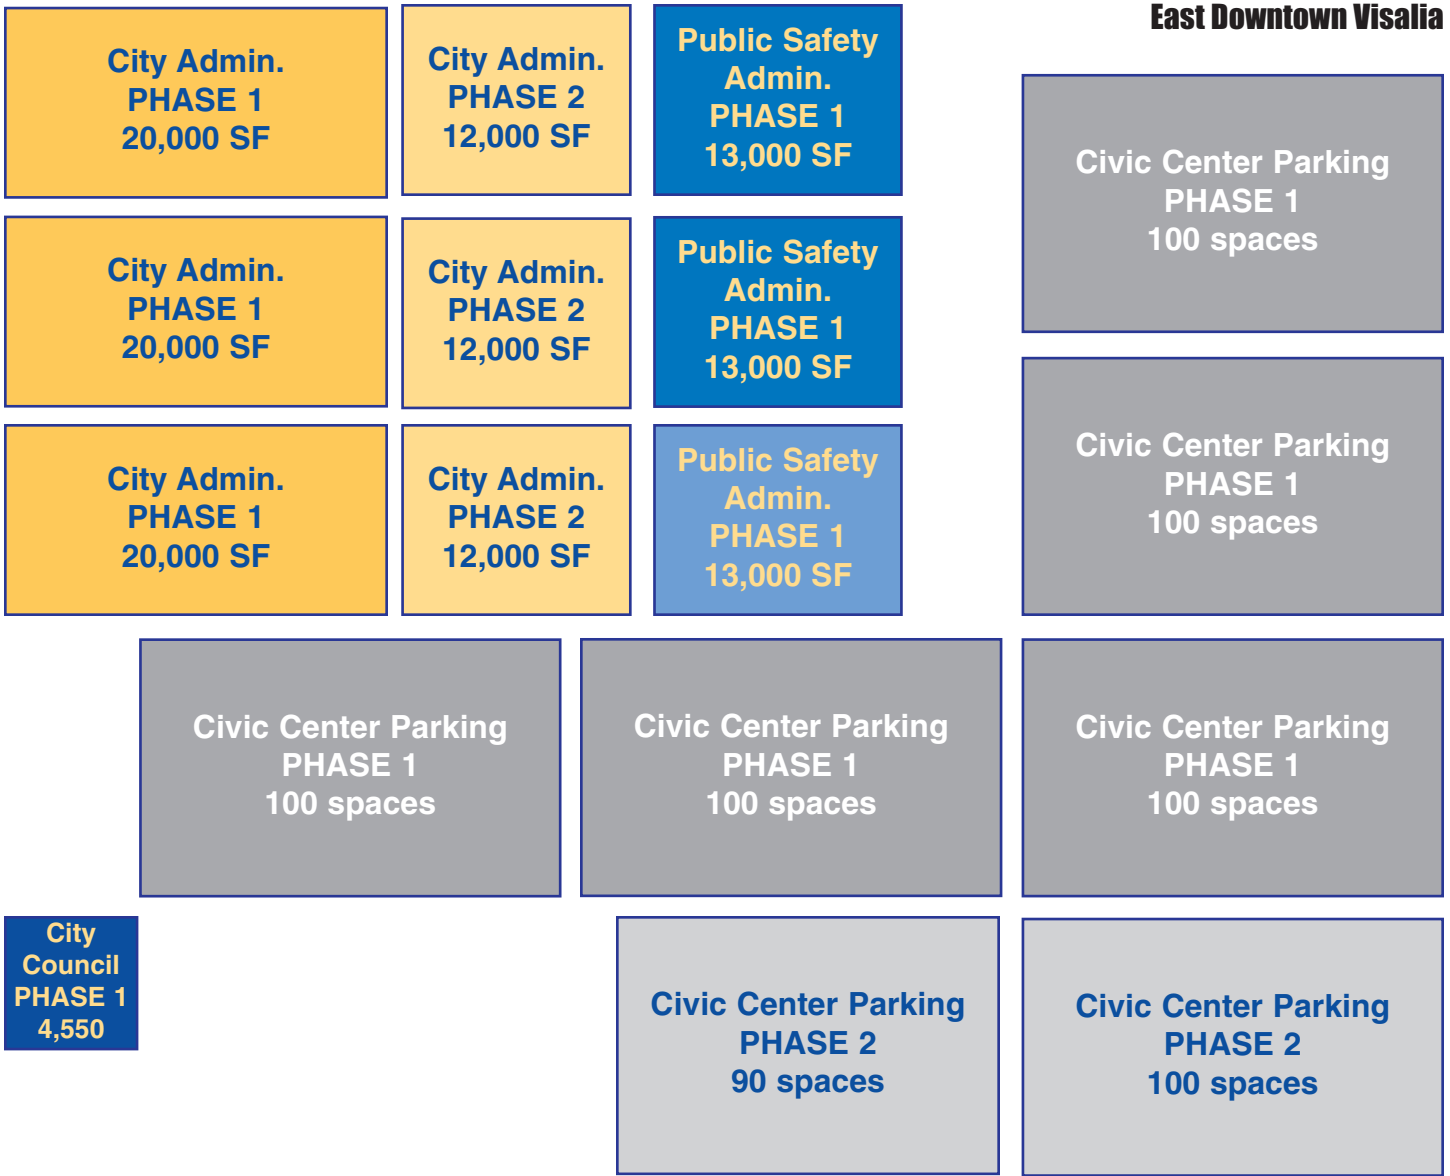 East Downtown Visalia
City Admin.
PHASE 1
20,000 SF
City Admin.
PHASE 2
12,000 SF
Public Safety
Admin.
PHASE 1
13,000 SF
Civic Center Parking
PHASE 1
100 spaces
City Admin.
PHASE 1
20,000 SF
City Admin.
PHASE 2
12,000 SF
Public Safety
Admin.
PHASE 1
13,000 SF
Civic Center Parking
PHASE 1
100 spaces
City Admin.
PHASE 1
20,000 SF
City Admin.
PHASE 2
12,000 SF
Public Safety
Admin.
PHASE 1
13,000 SF
Civic Center Parking
PHASE 1
100 spaces
Civic Center Parking
PHASE 1
100 spaces
Civic Center Parking
PHASE 1
100 spaces
City
Council
PHASE 1
4,550
Civic Center Parking
PHASE 2
90 spaces
Civic Center Parking
PHASE 2
100 spaces